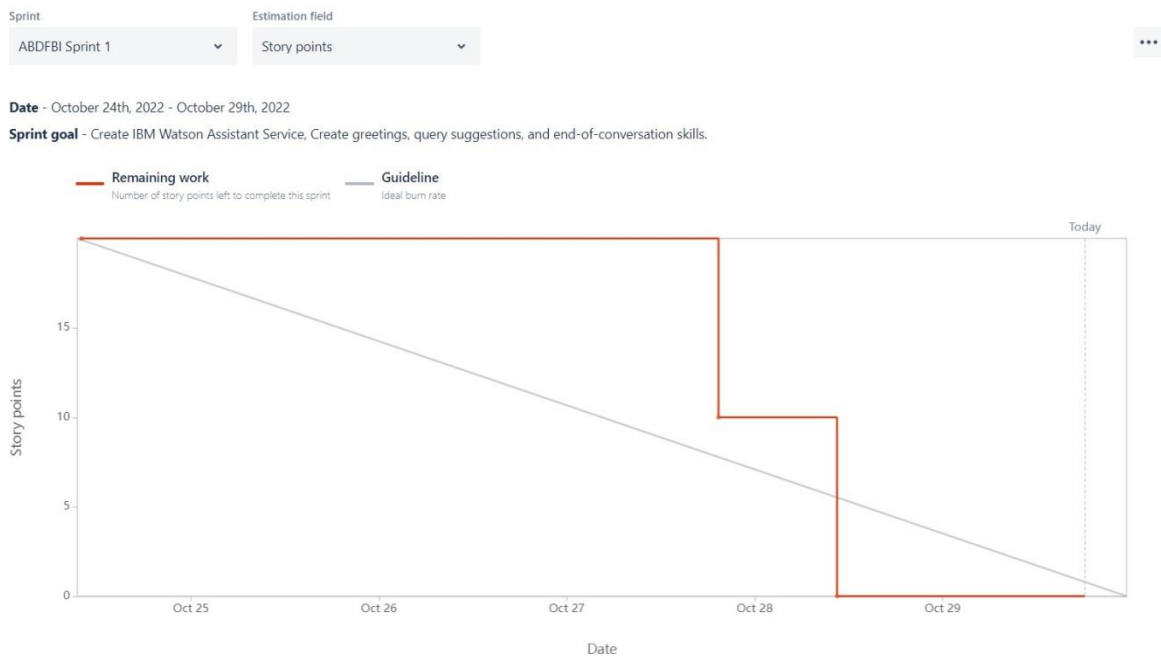 Sprint
Estimation field
ABDFBI Sprint 1
Story points
Date - October 24th, 2022 - October 29th, 2022
Sprint goal - Create IBM Watson Assistant Service, Create greetings, query suggestions, and end-of-conversation skills.
Remaining work
Number of story points left to complete this sprint
Guideline
Ideal burn rate
Today
Story points
15
10
5
0
Oct 25
Oct 26
Oct 27
Oct 28
Oct 29
Date